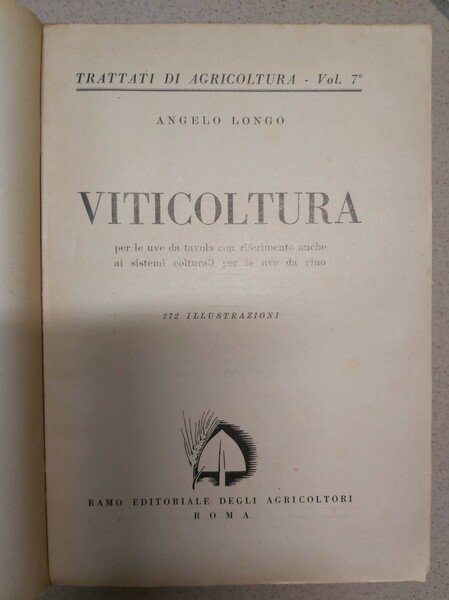 TRATTATI DI AGRICOLTURA - Vol. 7°
ANGELO LONGO
VITICOLTURA
per le uve da tavola con riferimento anche
ai sistemi colturali per le uve da vino
272 ILLUSTRAZIONI
RAMO EDITORIALE DEGLI AGRICOLTORI
ROMA